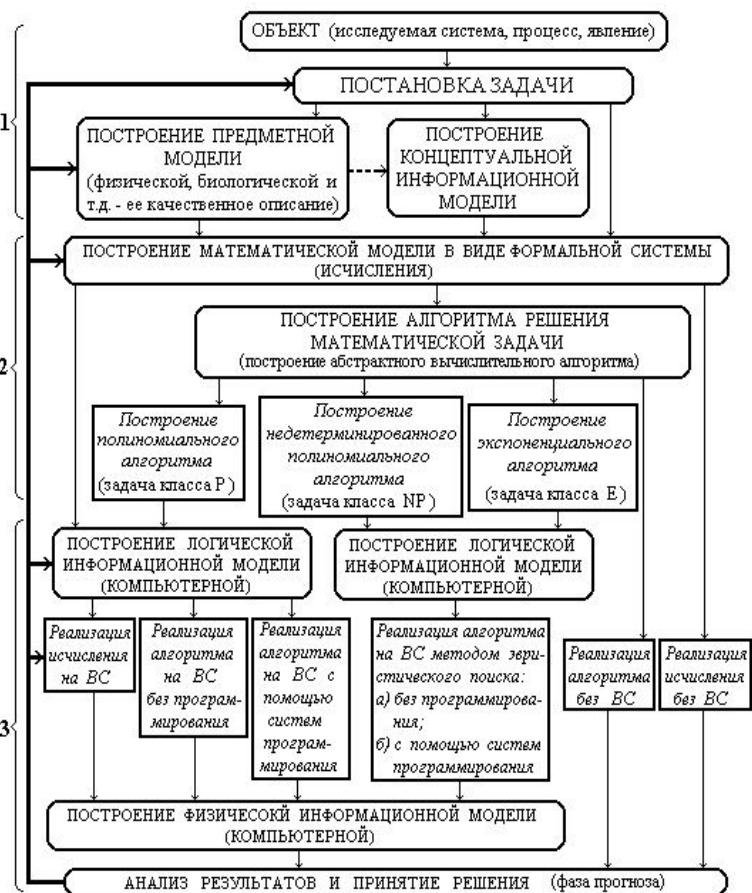 ОБЪЕКТ (исследуемая система, процесс, явление)
ПОСТАНОВКА ЗАДАЧИ
1
ПОСТРОЕНИЕ ПРЕДМЕТНОЙ
МОДЕЛИ
(физической, биологической и
т.д. - ее качественное описание)
ПОСТРОЕНИЕ
КОНЦЕПТУАЛЬНОЙ
ИНФОРМАЦИОННОЙ
МОДЕЛИ
ПОСТРОЕНИЕ МАТЕМАТИЧЕСКОЙ МОДЕЛИ В ВИДЕ ФОРМАЛЬНОЙ СИСТЕМЫ
(ИСЧИСЛЕНИЯ)
2
ПОСТРОЕНИЕ АЛГОРИТМА РЕШЕНИЯ
МАТЕМАТИЧЕСКОЙ ЗАДАЧИ
(построение абстрактного вычислительного алгоритма)
Построение
полиномиального
алгоритма
(задача класса P)
Построение
недетерминированного
полиномиального
алгоритма
(задача класса NP)
Построение
экспоненциального
алгоритма
(задача класса E)
3
ПОСТРОЕНИЕ ЛОГИЧЕСКОЙ
ИНФОРМАЦИОННОЙ МОДЕЛИ
(КОМПЬЮТЕРНОЙ)
ПОСТРОЕНИЕ ЛОГИЧЕСКОЙ
ИНФОРМАЦИОННОЙ МОДЕЛИ
(КОМПЬЮТЕРНОЙ)
Реализация
исчисления
на ВС
Реализация
алгоритма
на ВС
без програм-
мирования
Реализация
алгоритма
на ВС с
помощью
систем
програм-
мирования
Реализация алгоритма
на ВС методом эври
стического поиска:
а) без программирова-
ния;
б) с помощью систем
программирования
Реализация
алгоритма
без ВС
Реализация
исчисления
без ВС
ПОСТРОЕНИЕ ФИЗИЧЕСОКЙ ИНФОРМАЦИОННОЙ МОДЕЛИ
(КОМПЬЮТЕРНОЙ)
АНАЛИЗ РЕЗУЛЬТАТОВ И ПРИНЯТИЕ РЕШЕНИЯ (фаза прогноза)